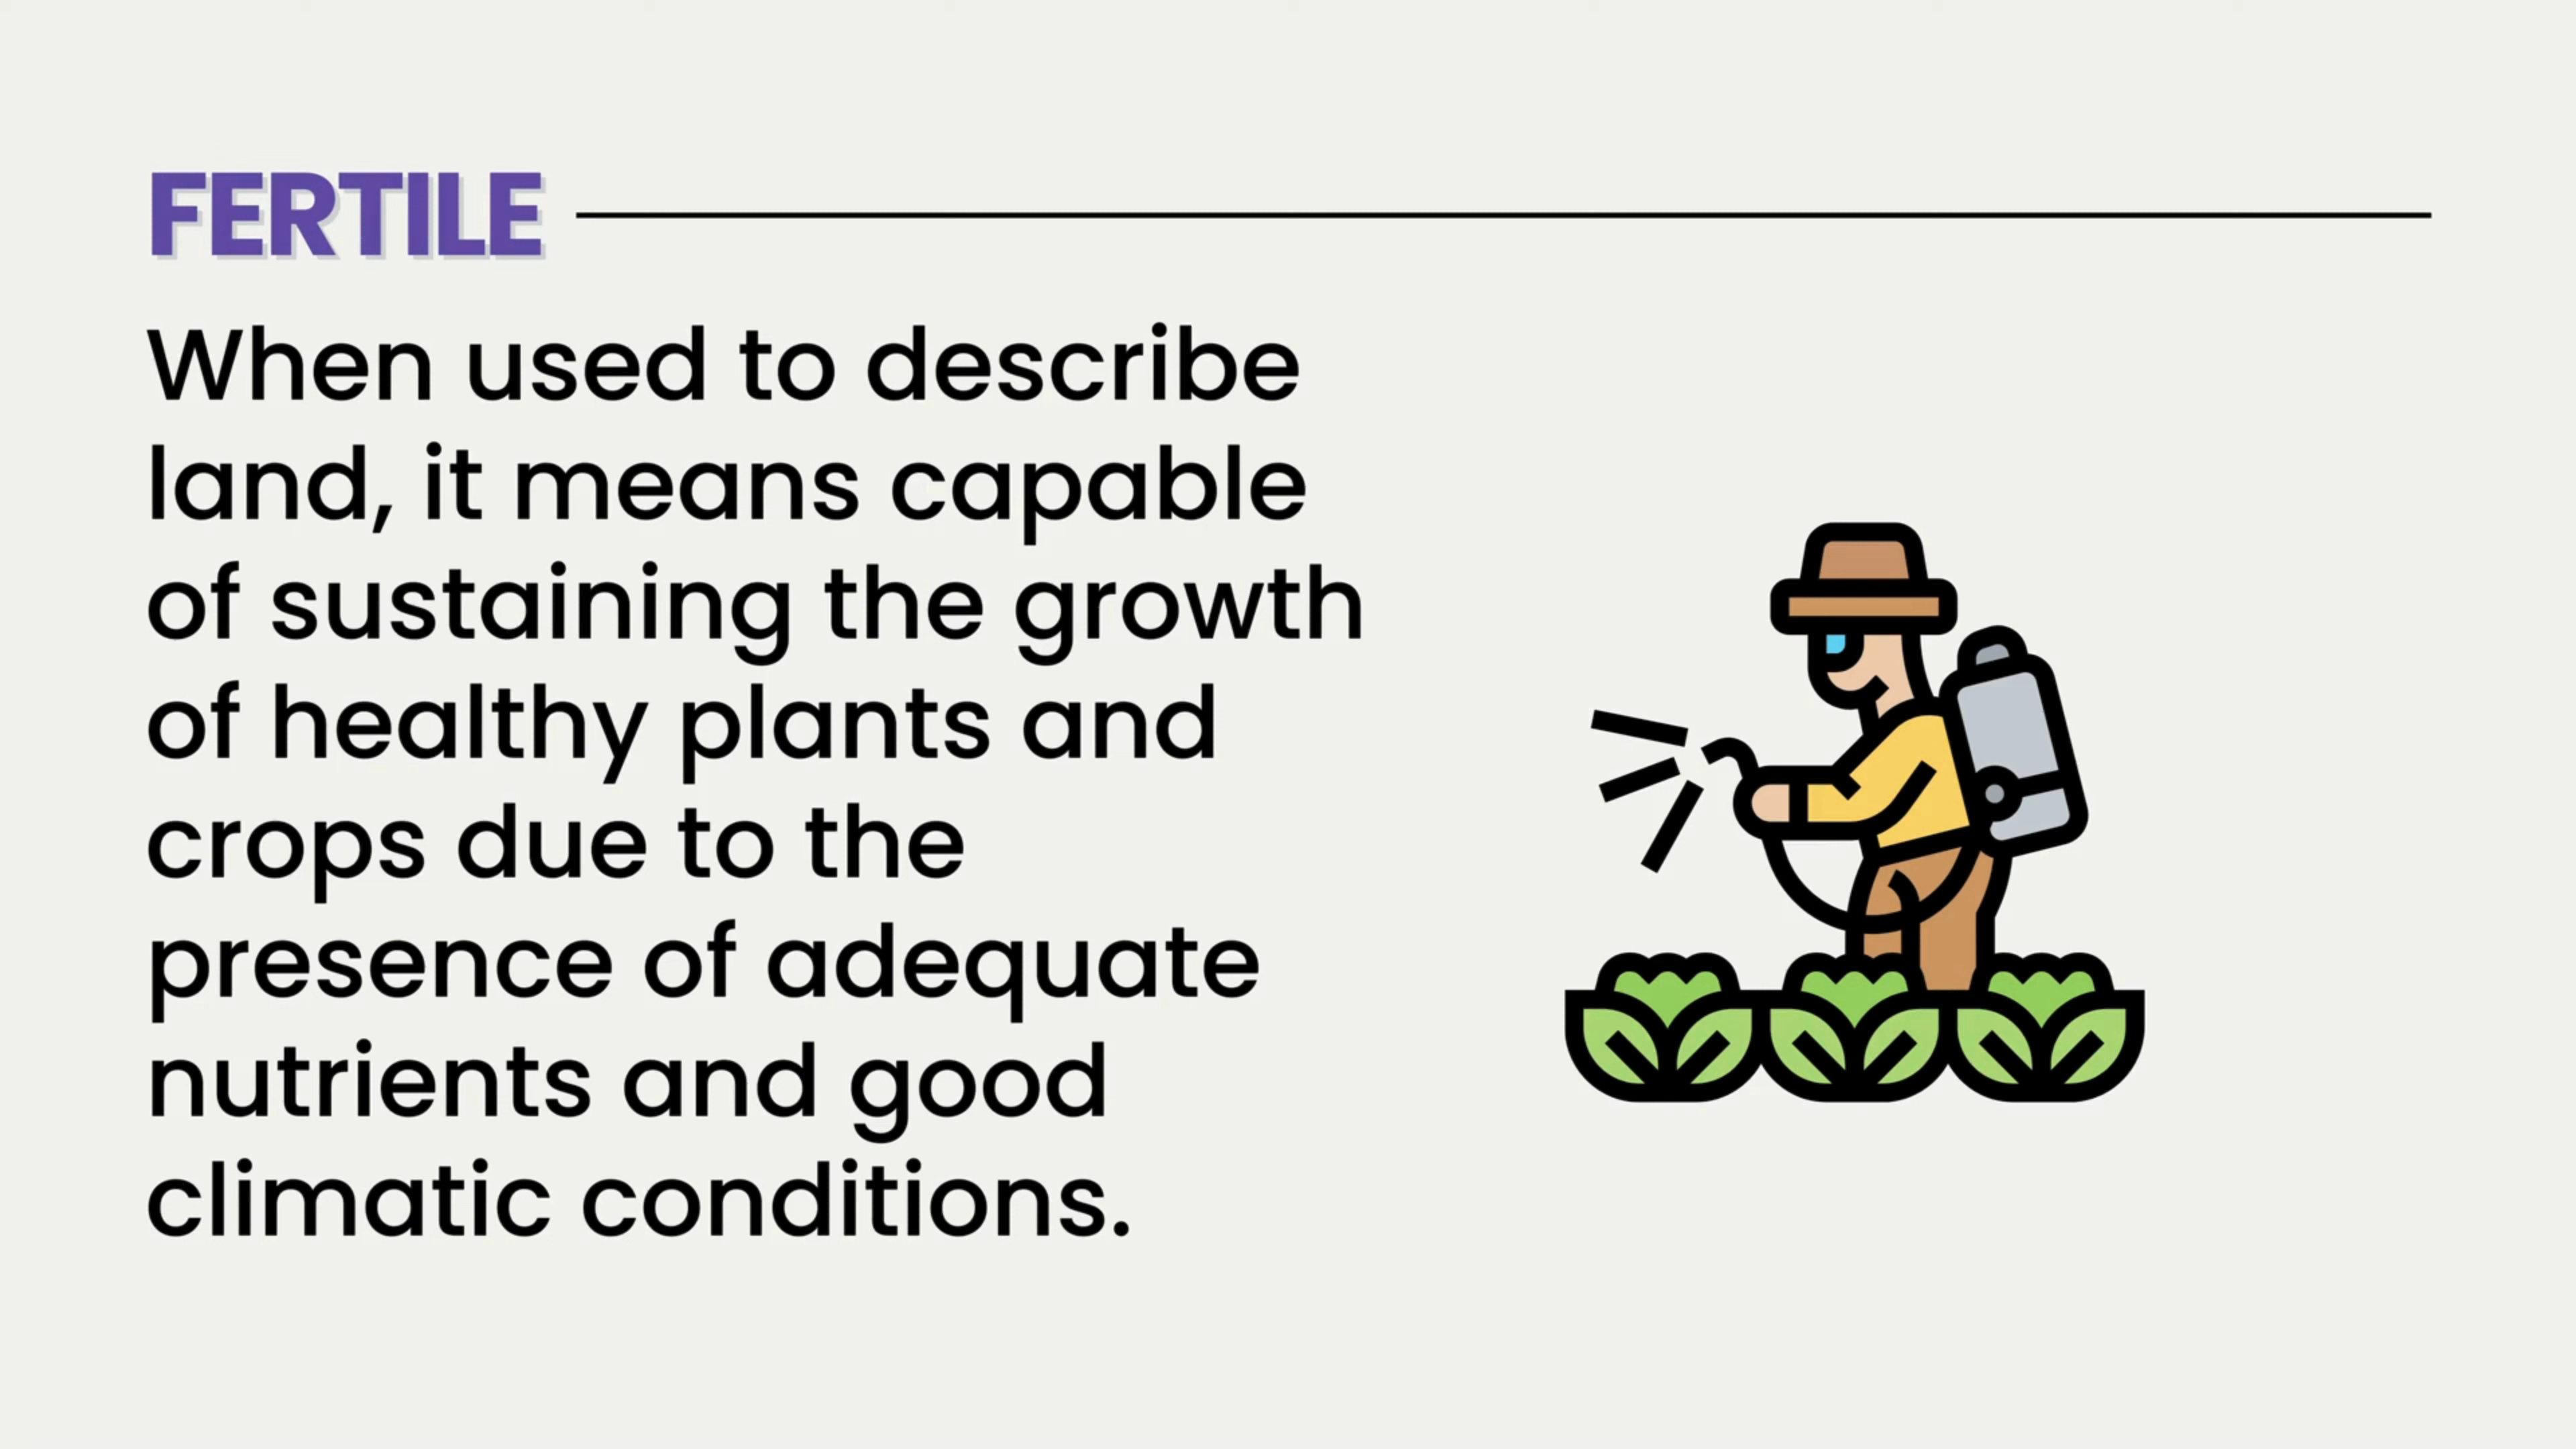 FERTILE
When used to describe
land, it means capable
of sustaining the growth
of healthy plants and
crops due to the
presence of adequate
nutrients and good
climatic conditions.